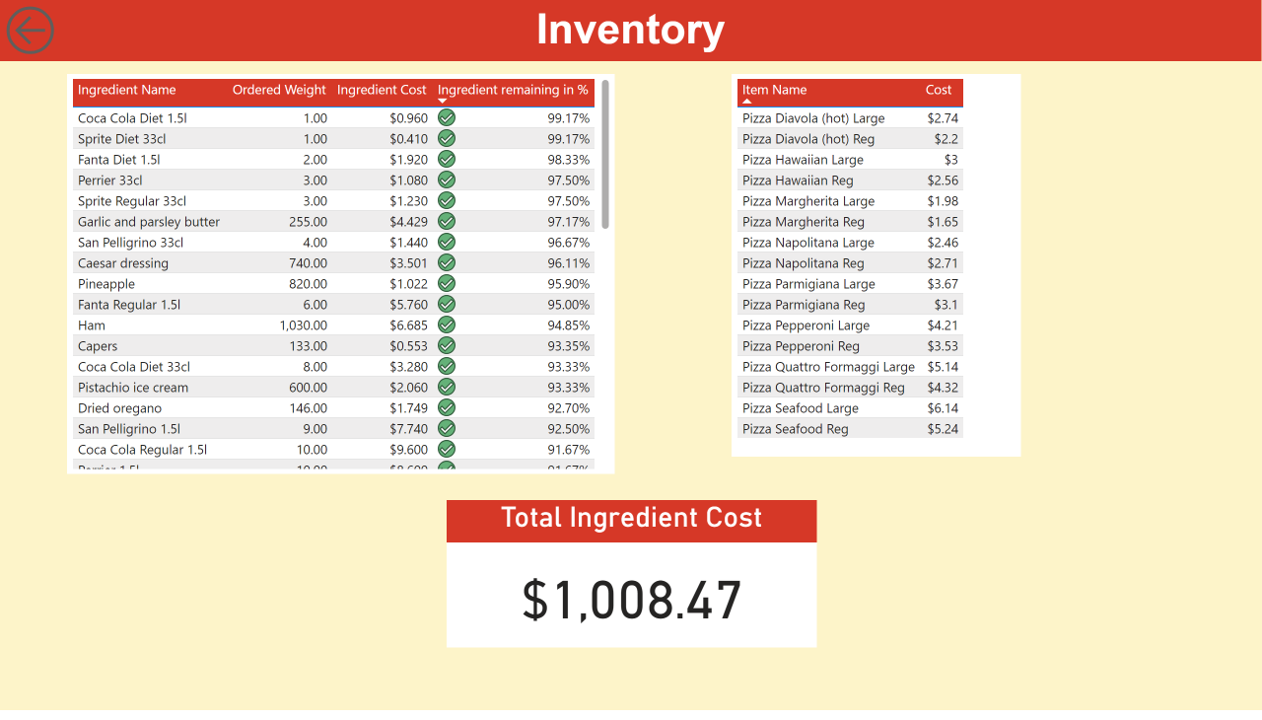 Inventory
Ingredient Name Ordered Weight Ingredient Cost Ingredient remaining in %
Coca Cola Diet 1.5l 1.00 $0.960 99.17%
Sprite Diet 33cl 1.00 $0.410 99.17%
Fanta Diet 1.5l 2.00 $1.920 98.33%
Perrier 33cl 3.00 $1.080 97.50%
Sprite Regular 33cl 3.00 $1.230 97.50%
Garlic and parsley butter 255.00 $4.429 97.17%
San Pelligrino 33cl 4.00 $1.440 96.67%
Caesar dressing 740.00 $3.501 96.11%
Pineapple 820.00 $1.022 95.90%
Fanta Regular 1.5l 6.00 $5.760 95.00%
Ham 1,030.00 $6.685 94.85%
Capers 133.00 $0.553 93.35%
Coca Cola Diet 33cl 8.00 $3.280 93.33%
Pistachio ice cream 600.00 $2.060 93.33%
Dried oregano 146.00 $1.749 92.70%
San Pelligrino 1.5l 9.00 $7.740 92.50%
Coca Cola Regular 1.5l 10.00 $9.600 91.67%
Item Name Cost
Pizza Diavola (hot) Large $2.74
Pizza Diavola (hot) Reg $2.2
Pizza Hawaiian Large $3
Pizza Hawaiian Reg $2.56
Pizza Margherita Large $1.98
Pizza Margherita Reg $1.65
Pizza Napolitana Large $2.46
Pizza Napolitana Reg $2.71
Pizza Parmigiana Large $3.67
Pizza Parmigiana Reg $3.1
Pizza Pepperoni Large $4.21
Pizza Pepperoni Reg $3.53
Pizza Quattro Formaggi Large $5.14
Pizza Quattro Formaggi Reg $4.32
Pizza Seafood Large $6.14
Pizza Seafood Reg $5.24
Total Ingredient Cost
$1,008.47